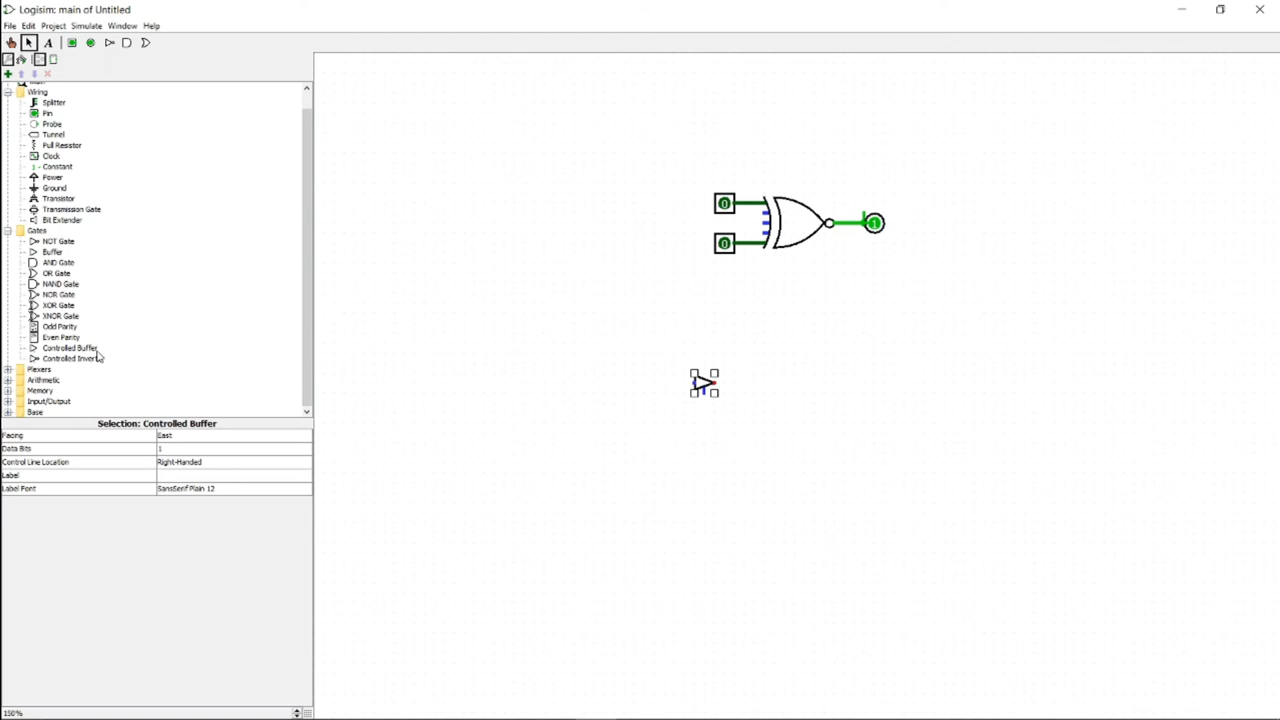 Logisim: main of Untitled
File Edit Project Simulate Window Help
A
Wiring
Splitter
Pin
Probe
Tunnel
Pull Resistor
Clock
1 - Constant
Power
Ground
Transistor
Transmission Gate
Bit Extender
Gates
NOT Gate
Buffer
AND Gate
OR Gate
NAND Gate
NOR Gate
XOR Gate
XNOR Gate
Odd Parity
Even Parity
Controlled Buffer
Controlled Invert
Plexers
Arithmetic
Memory
Input/Output
Base
Selection: Controlled Buffer
Facing East
Data Bits 1
Control Line Location Right-Handed
Label
Label Font SansSerif Plain 12
150%
0
0
1